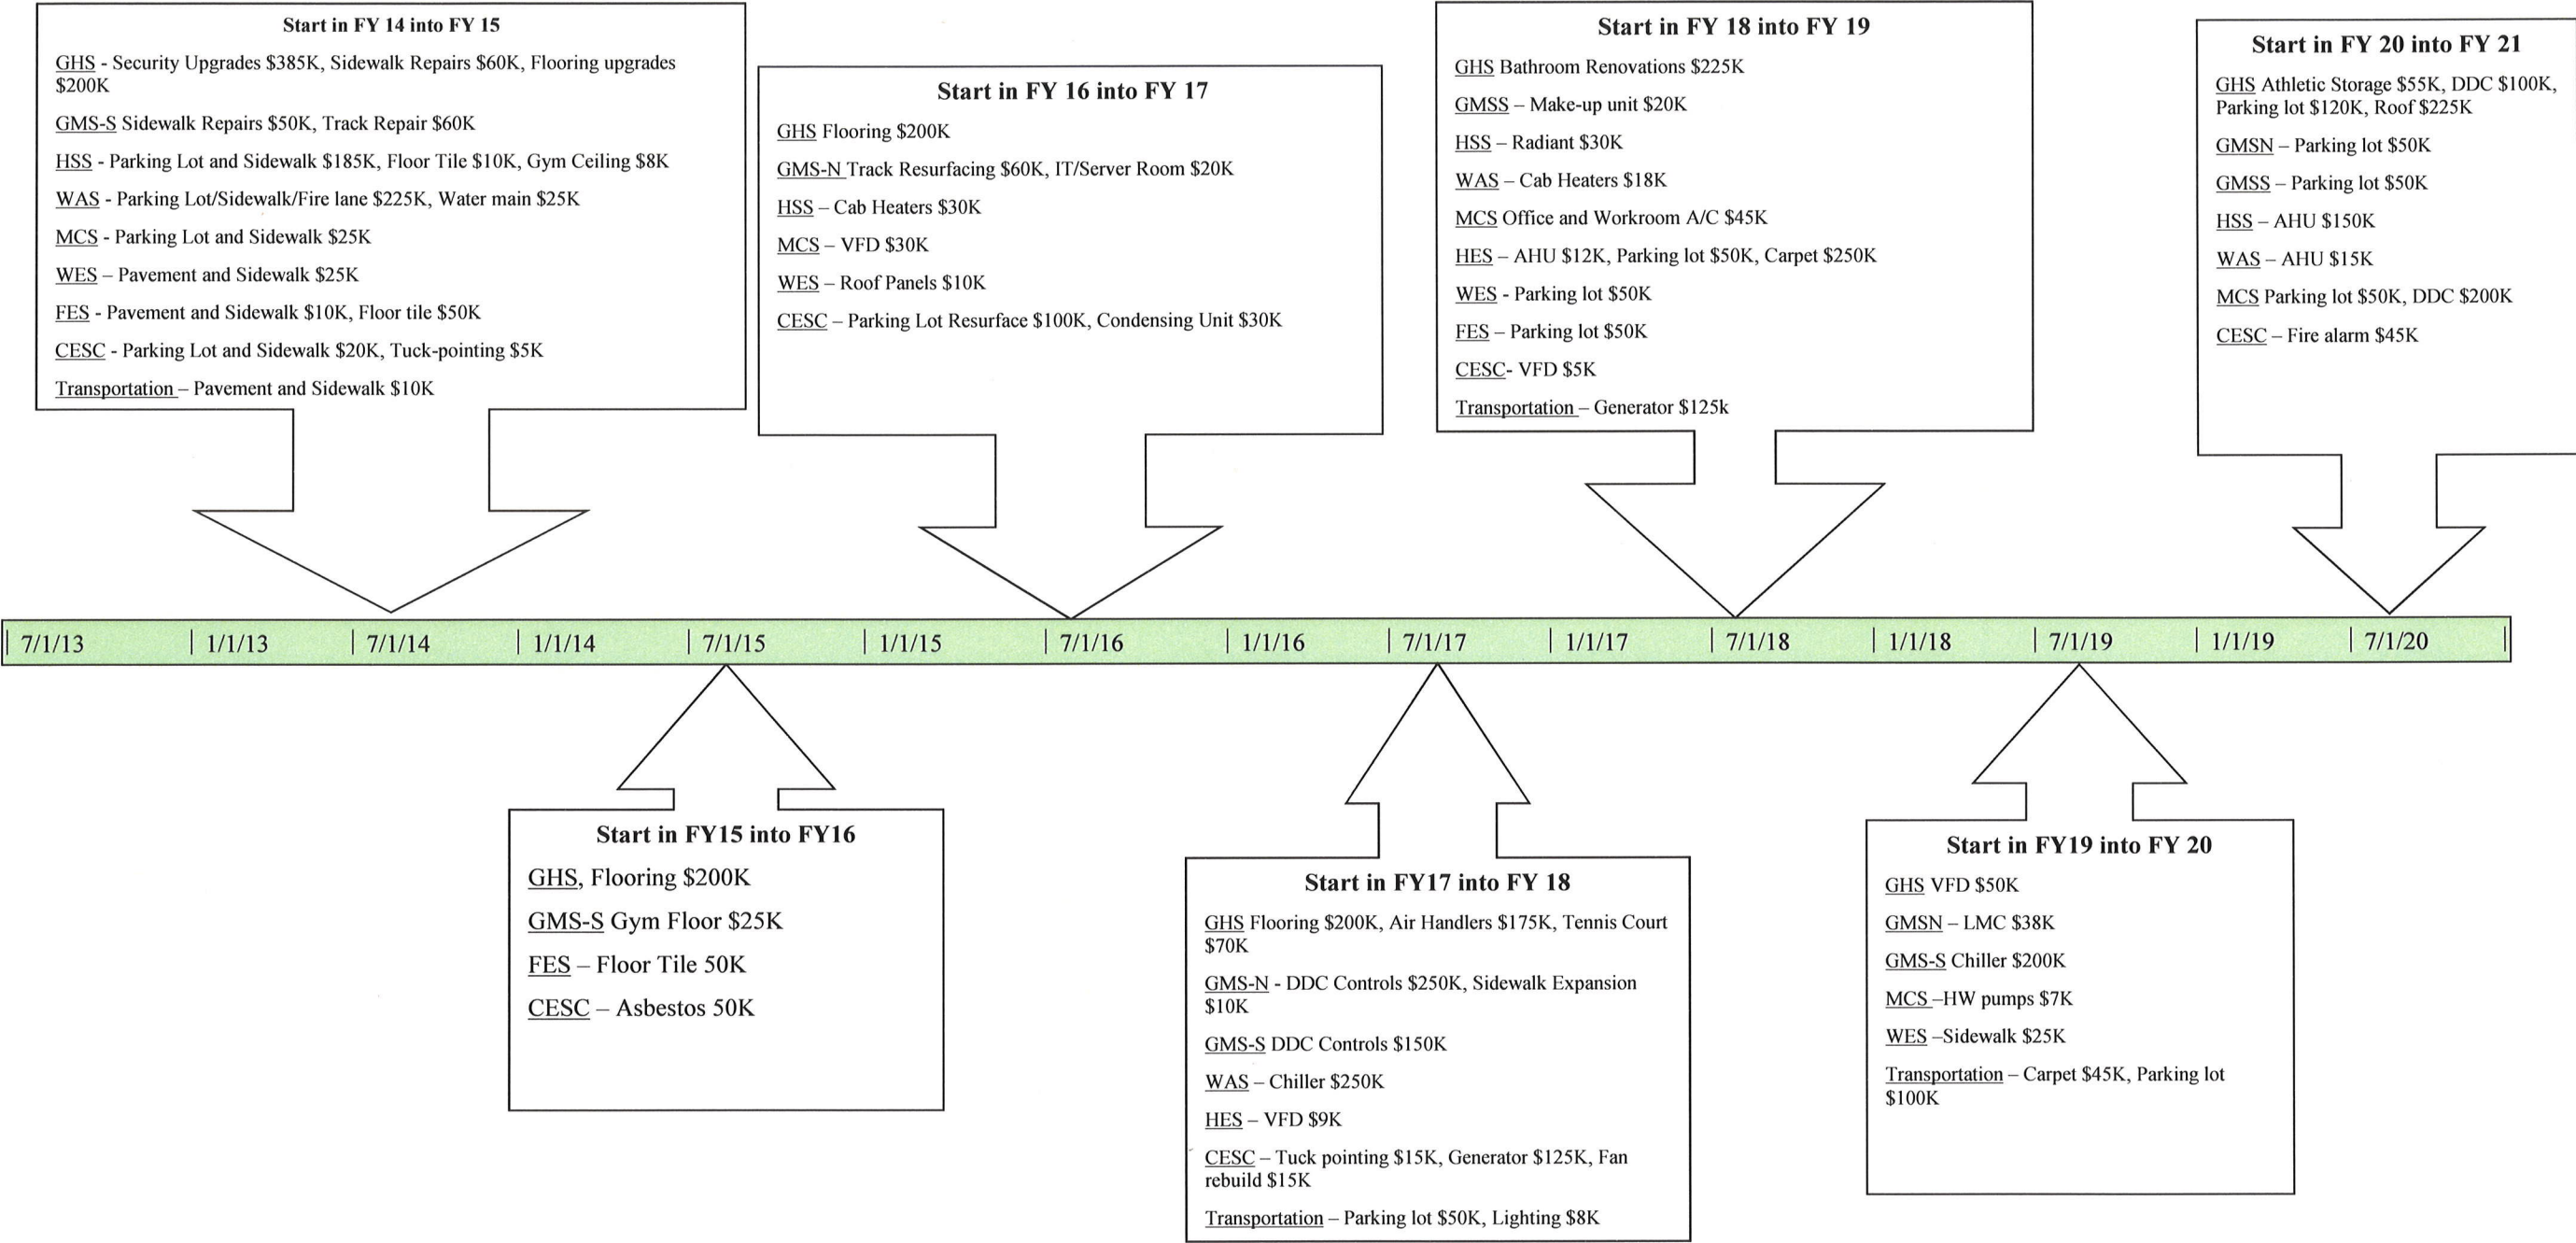 Start in FY 14 into FY 15
GHS - Security Upgrades $385K, Sidewalk Repairs $60K, Flooring upgrades
$200K
GMS-S Sidewalk Repairs $50K, Track Repair $60K
HSS - Parking Lot and Sidewalk $185K, Floor Tile $10K, Gym Ceiling $8K
WAS - Parking Lot/Sidewalk/Fire lane $225K, Water main $25K
MCS - Parking Lot and Sidewalk $25K
WES – Pavement and Sidewalk $25K
FES - Pavement and Sidewalk $10K, Floor tile $50K
CESC - Parking Lot and Sidewalk $20K, Tuck-pointing $5K
Transportation – Pavement and Sidewalk $10K
Start in FY 16 into FY 17
GHS Flooring $200K
GMS-N Track Resurfacing $60K, IT/Server Room $20K
HSS – Cab Heaters $30K
MCS – VFD $30K
WES – Roof Panels $10K
CESC – Parking Lot Resurface $100K, Condensing Unit $30K
Start in FY 18 into FY 19
GHS Bathroom Renovations $225K
GMSS – Make-up unit $20K
HSS – Radiant $30K
WAS – Cab Heaters $18K
MCS Office and Workroom A/C $45K
HES – AHU $12K, Parking lot $50K, Carpet $250K
WES - Parking lot $50K
FES – Parking lot $50K
CESC- VFD $5K
Transportation – Generator $125k
Start in FY 20 into FY 21
GHS Athletic Storage $55K, DDC $100K,
Parking lot $120K, Roof $225K
GMSN – Parking lot $50K
GMSS – Parking lot $50K
HSS – AHU $150K
WAS – AHU $15K
MCS Parking lot $50K, DDC $200K
CESC – Fire alarm $45K
| 7/1/13 | 1/1/13 | 7/1/14 | 1/1/14 | 7/1/15 | 1/1/15 | 7/1/16 | 1/1/16 | 7/1/17 | 1/1/17 | 7/1/18 | 1/1/18 | 7/1/19 | 1/1/19 | 7/1/20 |
Start in FY15 into FY16
GHS, Flooring $200K
GMS-S Gym Floor $25K
FES – Floor Tile 50K
CESC – Asbestos 50K
Start in FY17 into FY 18
GHS Flooring $200K, Air Handlers $175K, Tennis Court
$70K
GMS-N - DDC Controls $250K, Sidewalk Expansion
$10K
GMS-S DDC Controls $150K
WAS – Chiller $250K
HES – VFD $9K
CESC – Tuck pointing $15K, Generator $125K, Fan
rebuild $15K
Transportation – Parking lot $50K, Lighting $8K
Start in FY19 into FY 20
GHS VFD $50K
GMSN – LMC $38K
GMS-S Chiller $200K
MCS –HW pumps $7K
WES –Sidewalk $25K
Transportation – Carpet $45K, Parking lot
$100K